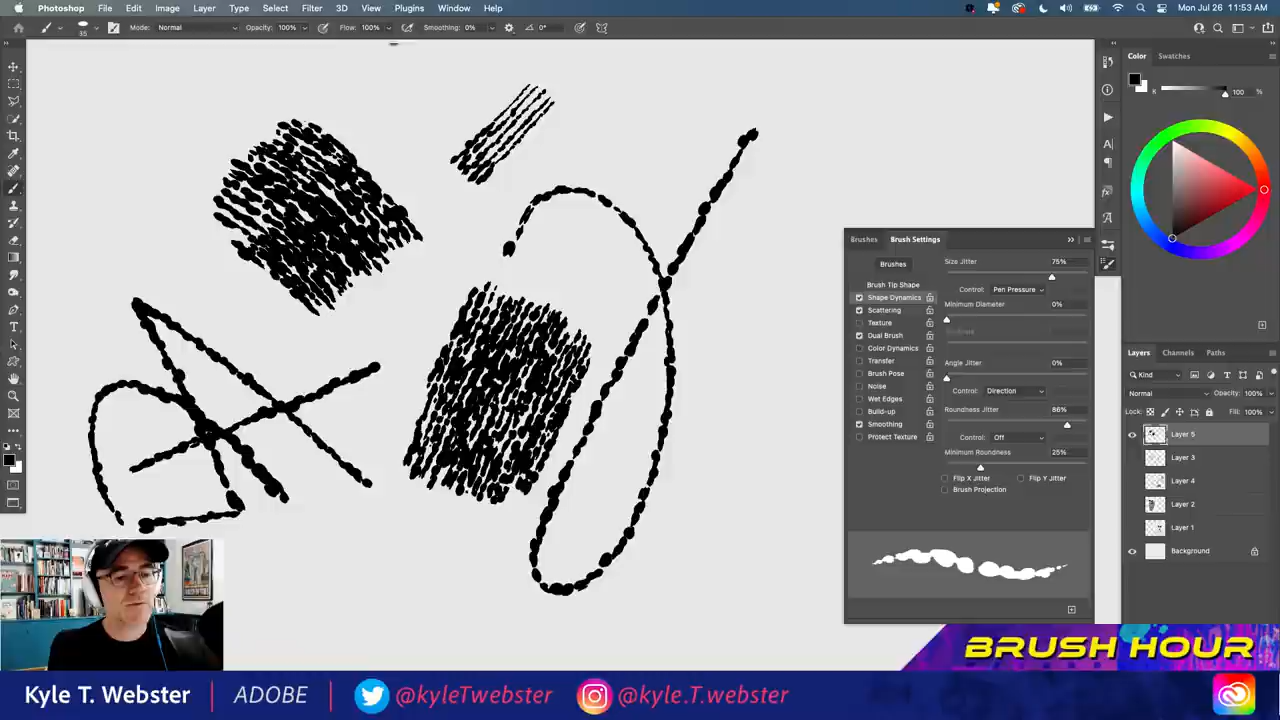 Photoshop File Edit Image Layer Type Select Filter 3D View Plugins Window Help Mon Jul 26 11:53 AM
35 Mode: Normal Opacity: 100% Flow: 100% Smoothing: 0% 0°
Color Swatches
K 100 %
Brushes Brush Settings
Brushes
Brush Tip Shape
Shape Dynamics
Scattering
Texture
Dual Brush
Color Dynamics
Transfer
Brush Pose
Noise
Wet Edges
Build-up
Smoothing
Protect Texture
Size Jitter 75%
Control: Pen Pressure
Minimum Diameter 0%
Angle Jitter 0%
Control: Direction
Roundness Jitter 86%
Control: Off
Minimum Roundness 25%
Flip X Jitter Flip Y Jitter
Brush Projection
Layers Channels Paths
Kind
Normal Opacity: 100%
Lock: Fill: 100%
Layer 5
Layer 3
Layer 4
Layer 2
Layer 1
Background
BRUSH HOUR
Kyle T. Webster | ADOBE @kyleTwebster @kyle.T.webster